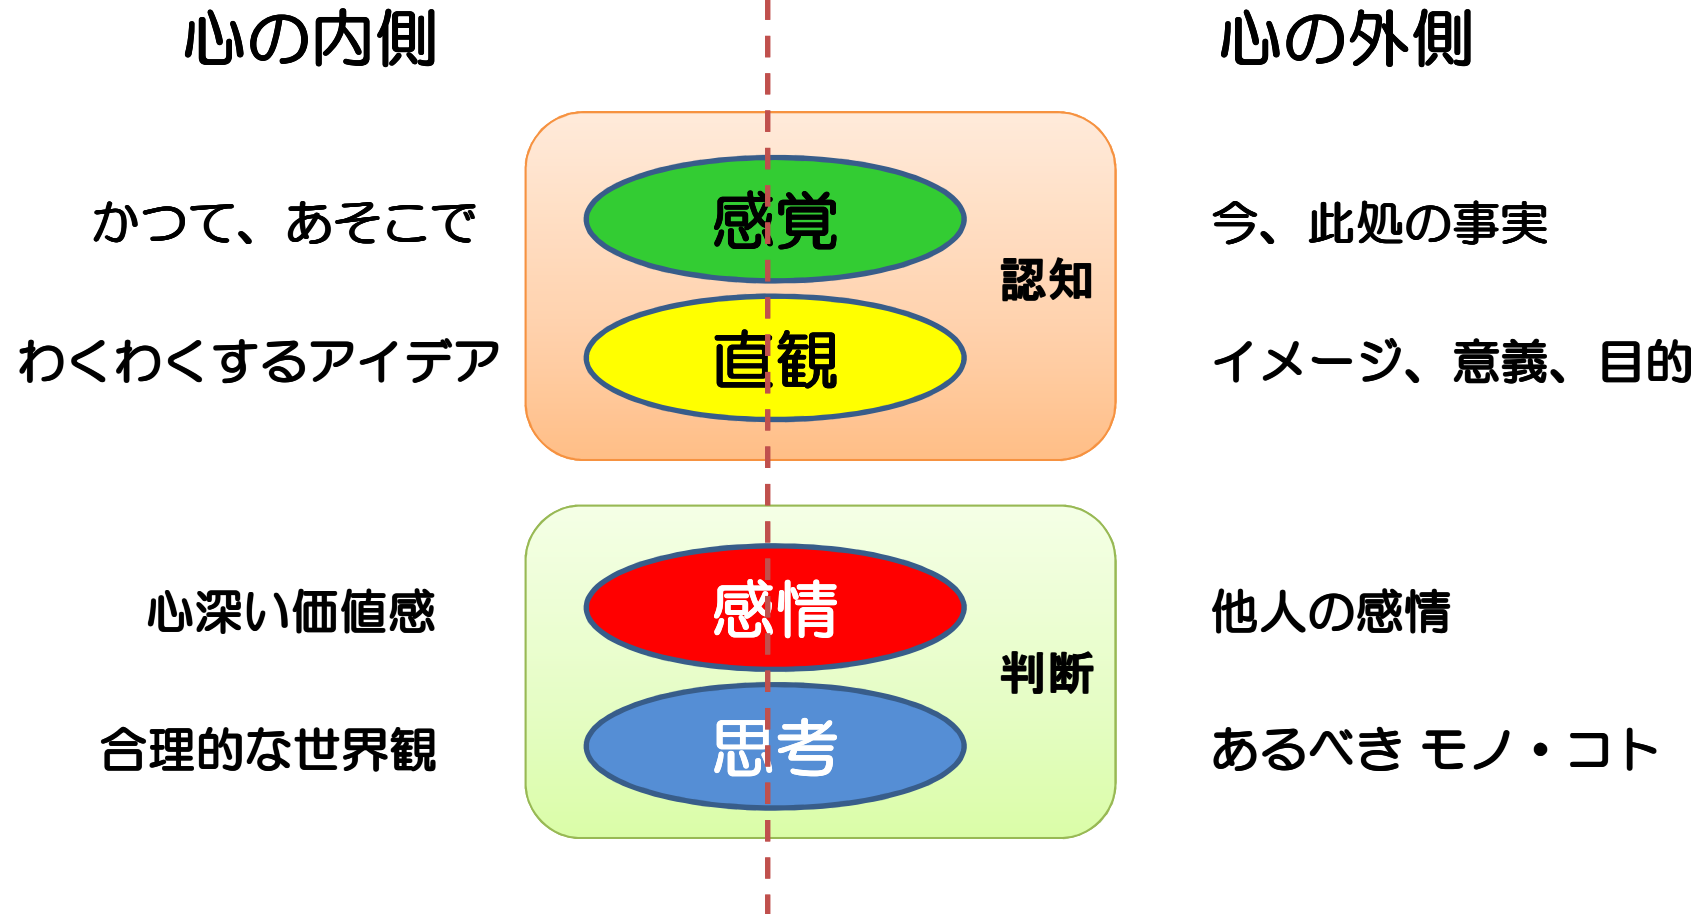 心の内側
心の外側
かつて、あそこで
感覚
今、此処の事実
認知
わくわくするアイデア
直観
イメージ、意義、目的
心深い価値感
感情
他人の感情
判断
合理的な世界観
思考
あるべき モノ・コト